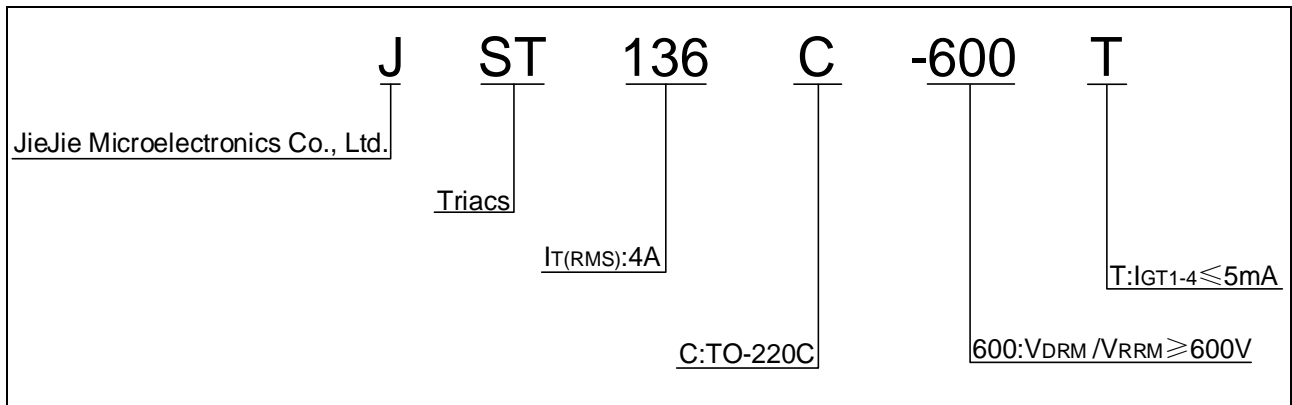 J ST 136 C -600 T
JieJie Microelectronics Co., Ltd.
Triacs
IT(RMS):4A
T:IGT1-4≤5mA
C:TO-220C
600:VDRM /VRRM≥600V